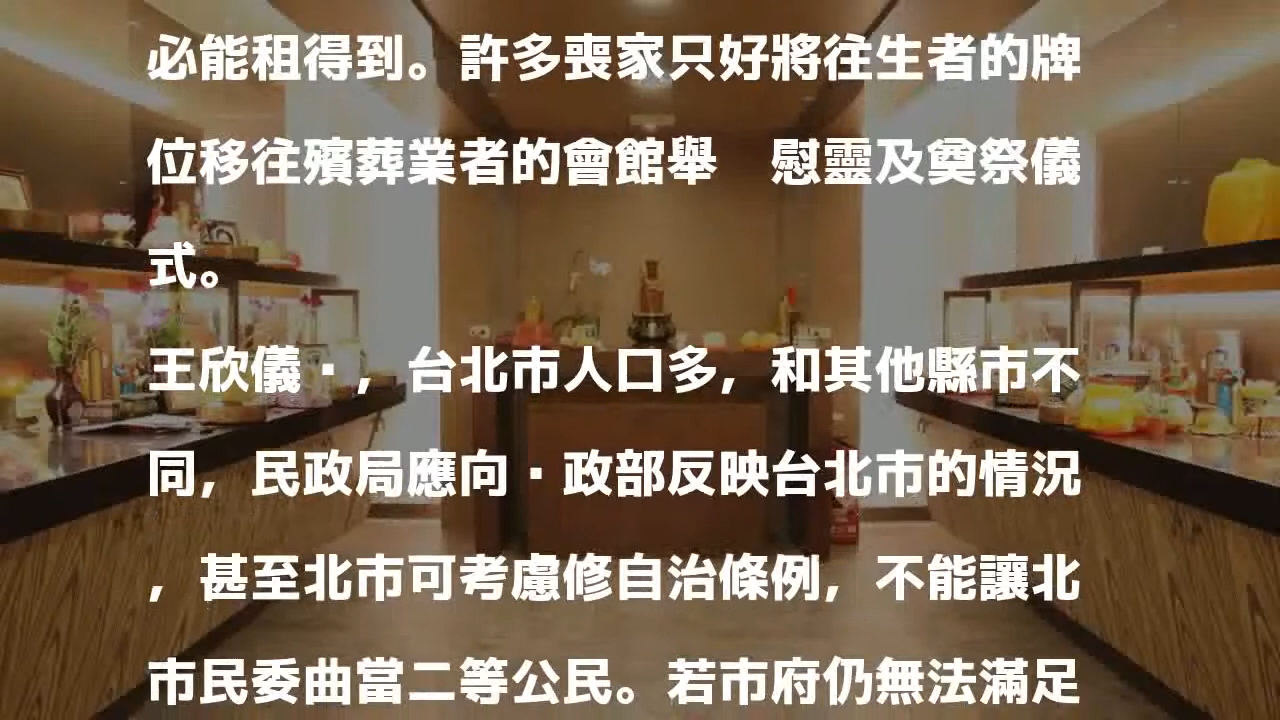 必能租得到。許多喪家只好將往生者的牌
位移往殯葬業者的會館舉　慰靈及奠祭儀
式。
王欣儀▪，台北市人口多，和其他縣市不
同，民政局應向▪政部反映台北市的情況
，甚至北市可考慮修自治條例，不能讓北
市民委曲當二等公民。若市府仍無法滿足